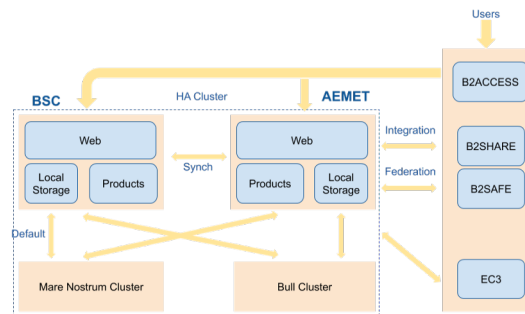 Users
B2ACCESS
BSC
HA Cluster
AEMET
Web
Web
Integration
B2SHARE
Local
Storage
Products
Synch
Products
Local
Storage
Federation
B2SAFE
Default
Mare Nostrum Cluster
Bull Cluster
EC3